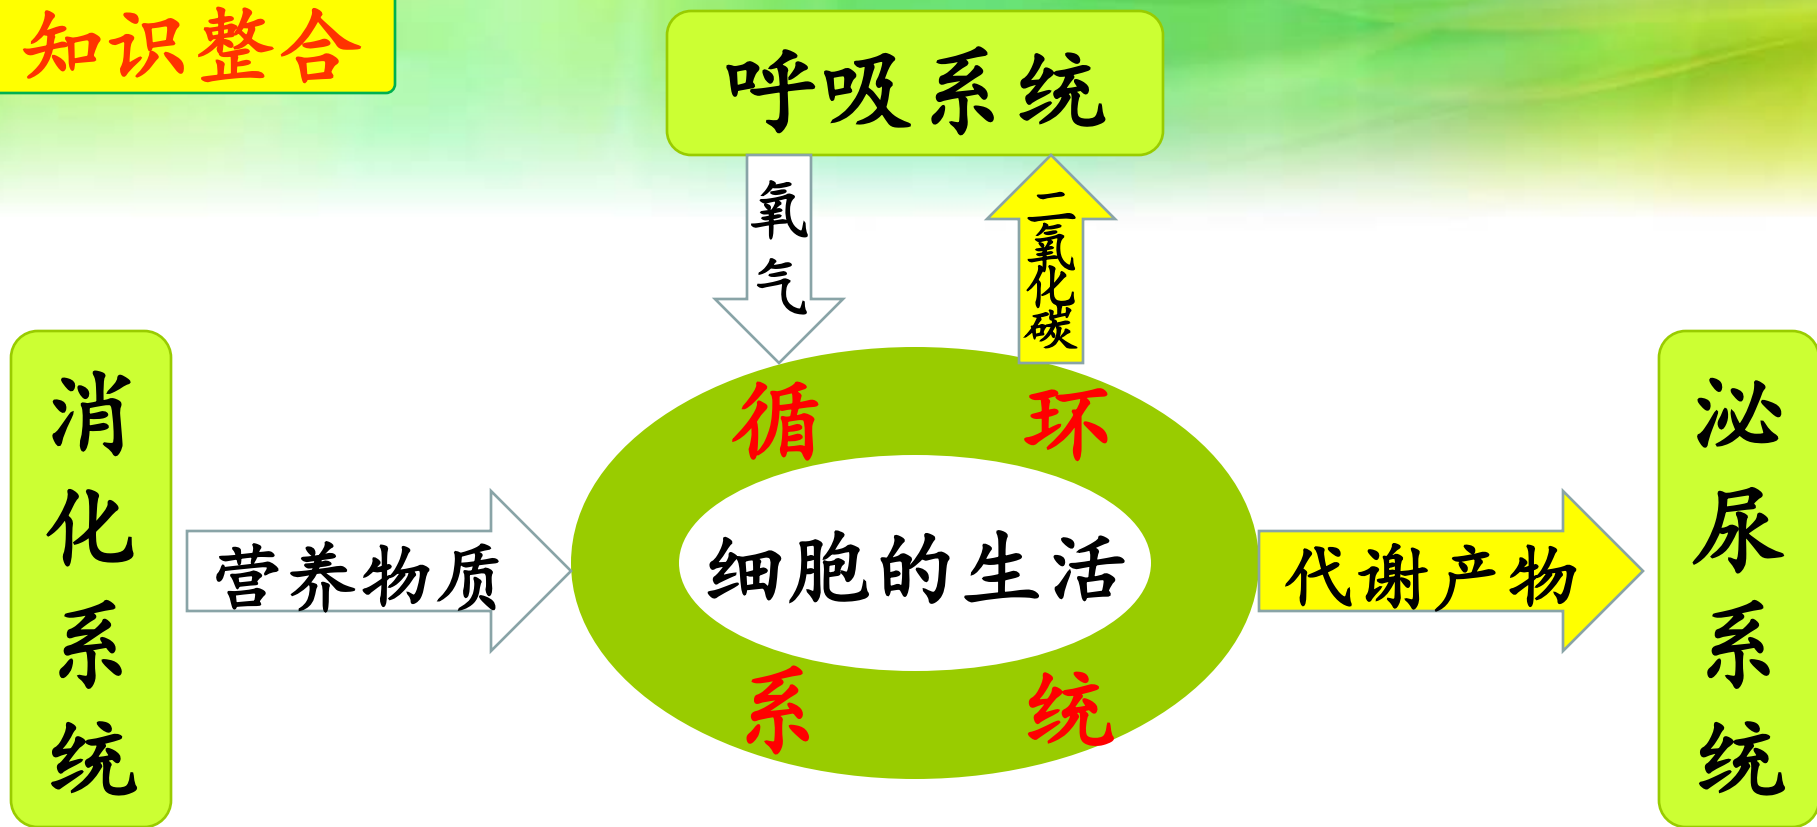 知识整合
呼吸系统
氧气
二氧化碳
消化系统
营养物质
循环
细胞的生活
系统
代谢产物
泌尿系统